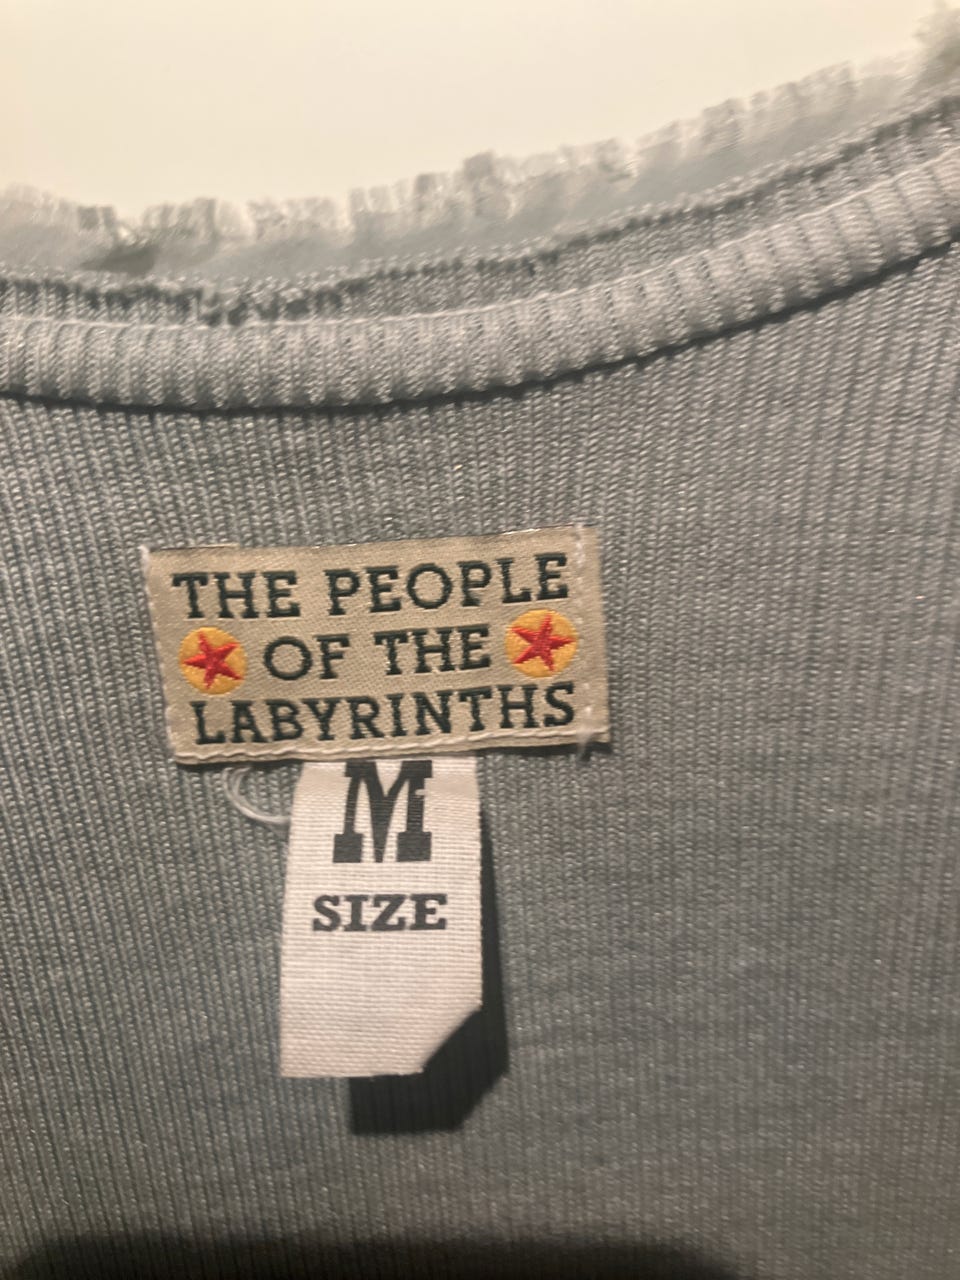 THE PEOPLE
OF THE
LABYRINTHS
M
SIZE